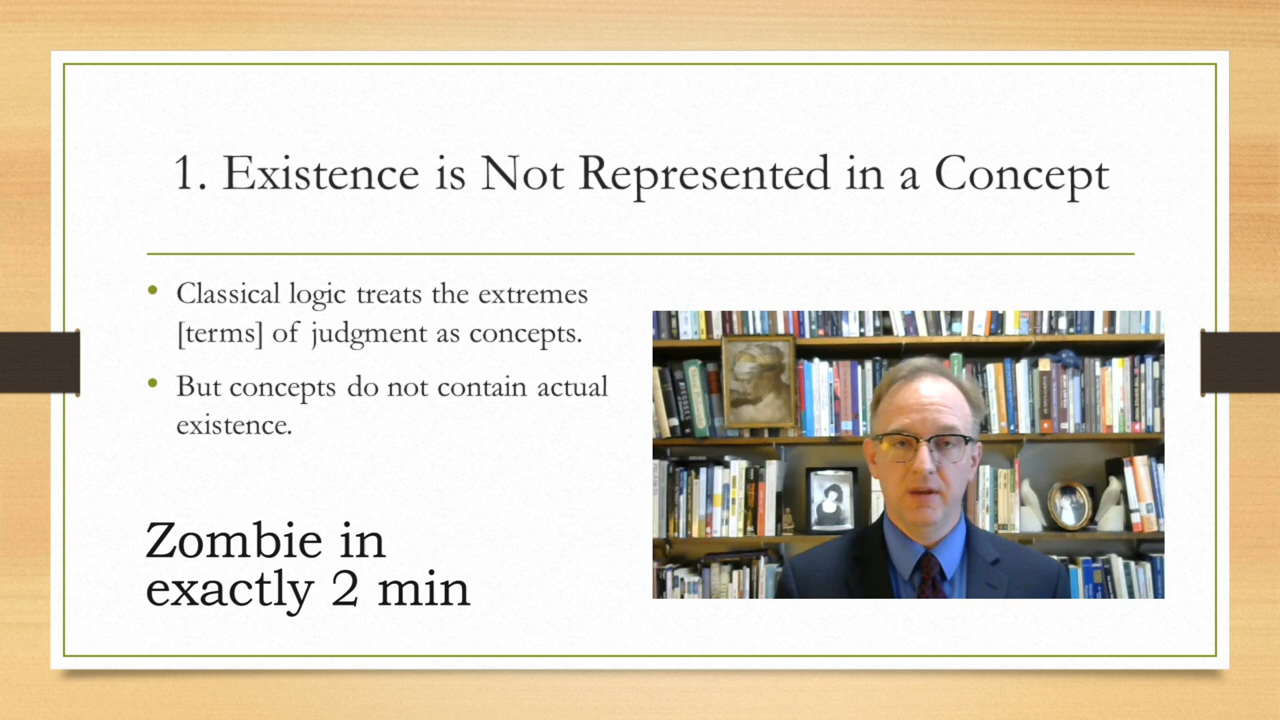 1. Existence is Not Represented in a Concept
• Classical logic treats the extremes
[terms] of judgment as concepts.
• But concepts do not contain actual
existence.
Zombie in
exactly 2 min